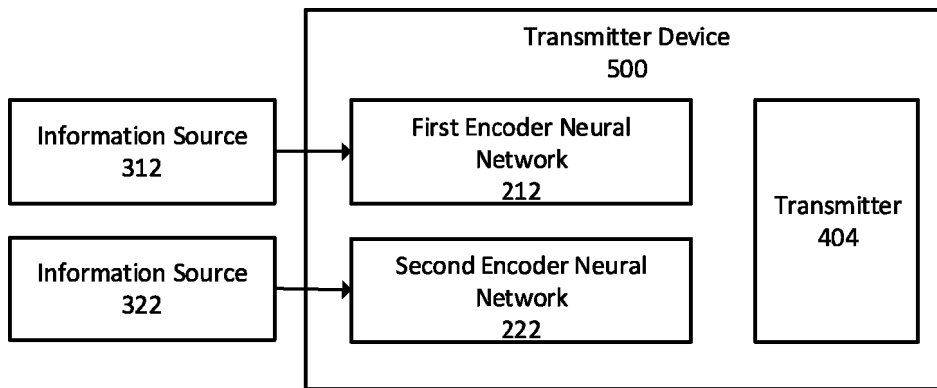 Transmitter Device
500
Information Source
312
First Encoder Neural
Network
212
Transmitter
404
Information Source
322
Second Encoder Neural
Network
222